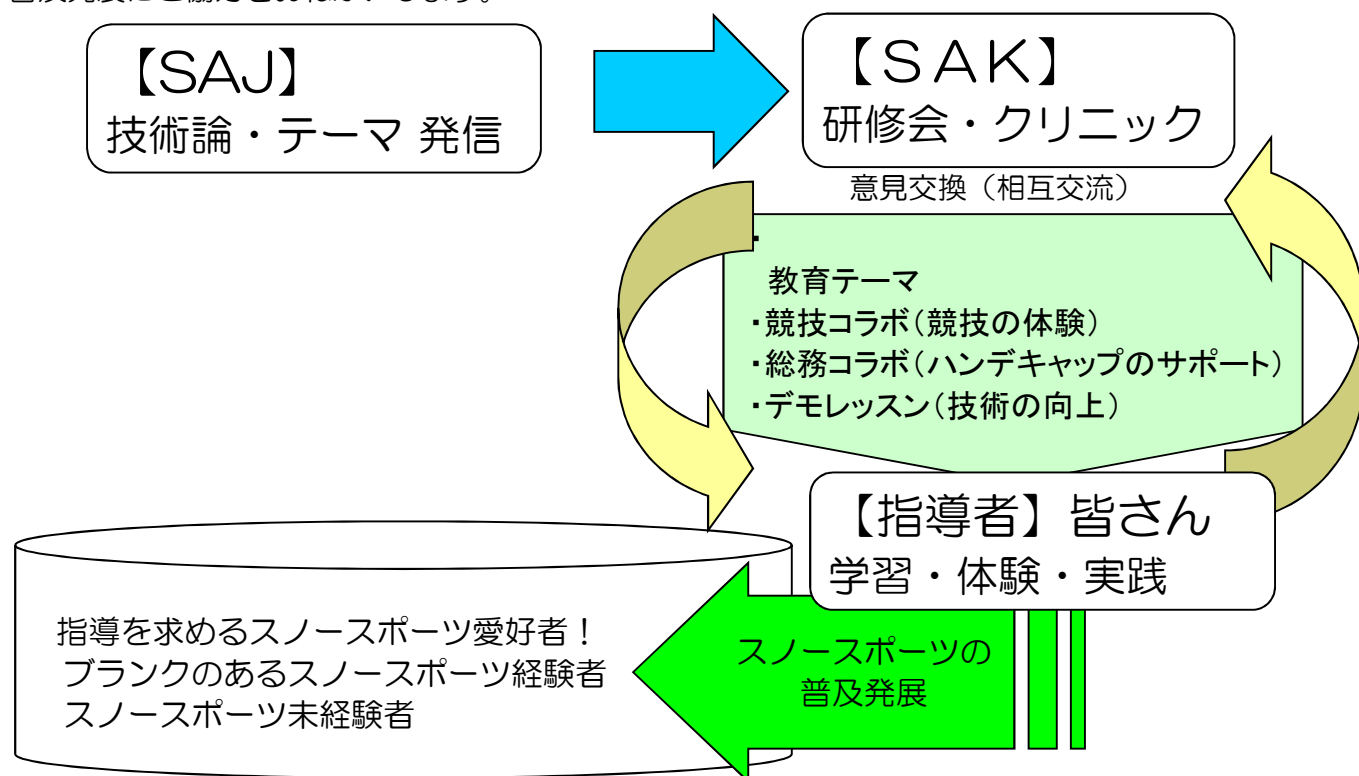 【SAJ】
技術論・テーマ 発信
【ＳＡＫ】
研修会・クリニック
意見交換（相互交流）
・
教育テーマ
・競技コラボ（競技の体験）
・総務コラボ（ハンデキャップのサポート）
・デモレッスン（技術の向上）
【指導者】皆さん
学習・体験・実践
スノースポーツの
普及発展
指導を求めるスノースポーツ愛好者！
ブランクのあるスノースポーツ経験者
スノースポーツ未経験者